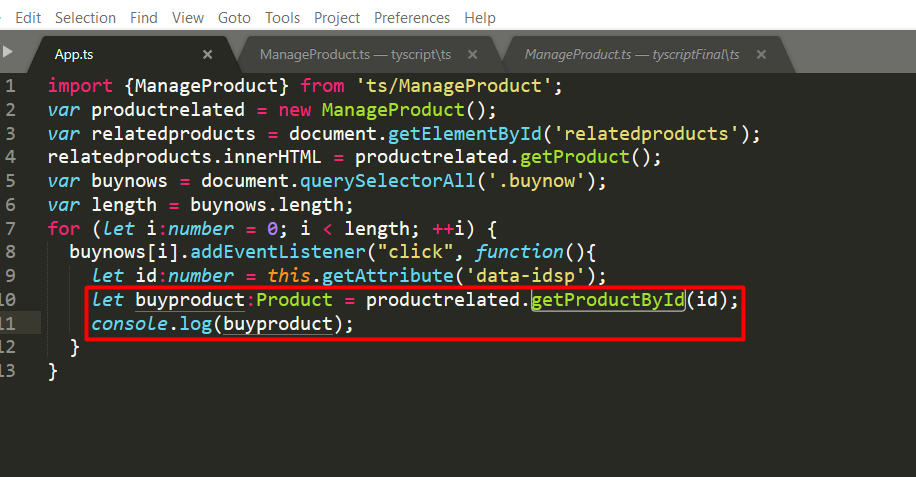 Edit Selection Find View Goto Tools Project Preferences Help
App.ts × ManageProduct.ts — tyscript\ts × ManageProduct.ts — tyscriptFinal\ts ×
1 import {ManageProduct} from 'ts/ManageProduct';
2 var productrelated = new ManageProduct();
3 var relatedproducts = document.getElementById('relatedproducts');
4 relatedproducts.innerHTML = productrelated.getProduct();
5 var buynows = document.querySelectorAll('.buynow');
6 var length = buynows.length;
7 for (let i:number = 0; i < length; ++i) {
8 buynows[i].addEventListener("click", function(){
9 let id:number = this.getAttribute('data-idsp');
10 let buyproduct:Product = productrelated.getProductById(id);
11 console.log(buyproduct);
12 }
13 }